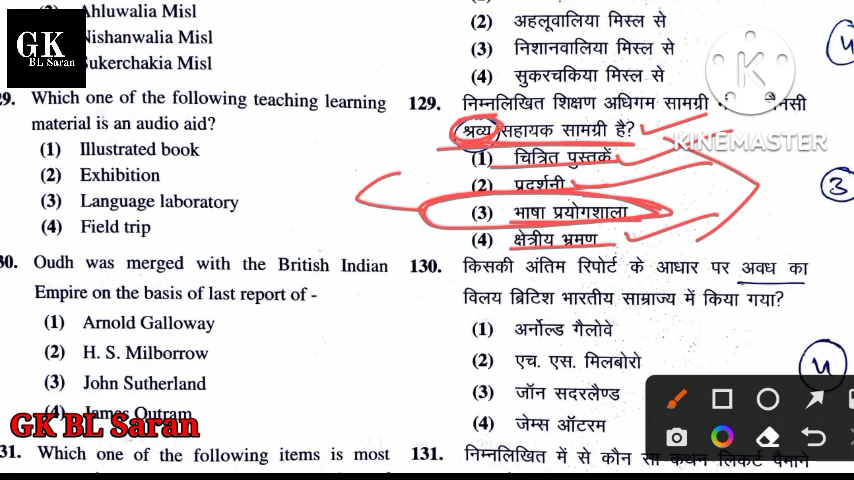 Ahluwalia Misl
GK
BL Saran
Nishanwalia Misl
Sukerchakia Misl
29. Which one of the following teaching learning
material is an audio aid?
(1) Illustrated book
(2) Exhibition
(3) Language laboratory
(4) Field trip
30. Oudh was merged with the British Indian
Empire on the basis of last report of -
(1) Arnold Galloway
(2) H. S. Milborrow
(3) John Sutherland
(4) James Outram
GK BL Saran
31. Which one of the following items is most
(2) अहलूवालिया मिस्ल से
(3) निशानवालिया मिस्ल से
(4) सुकरचकिया मिस्ल से
4
K
KINEMASTER
129. निम्नलिखित शिक्षण अधिगम सामग्री
श्रव्य सहायक सामग्री है?
(1) चित्रित पुस्तकें
(2) प्रदर्शनी
(3) भाषा प्रयोगशाला
(4) क्षेत्रीय भ्रमण
3
130. किसकी अंतिम रिपोर्ट के आधार पर अवध का
विलय ब्रिटिश भारतीय साम्राज्य में किया गया?
(1) अर्नोल्ड गैलोवे
(2) एच. एस. मिलबोरो
(3) जॉन सदरलैण्ड
(4) जेम्स ऑटरम
4
131. निम्नलिखित में से कौन सा कथन लिकर्ट पैमाने